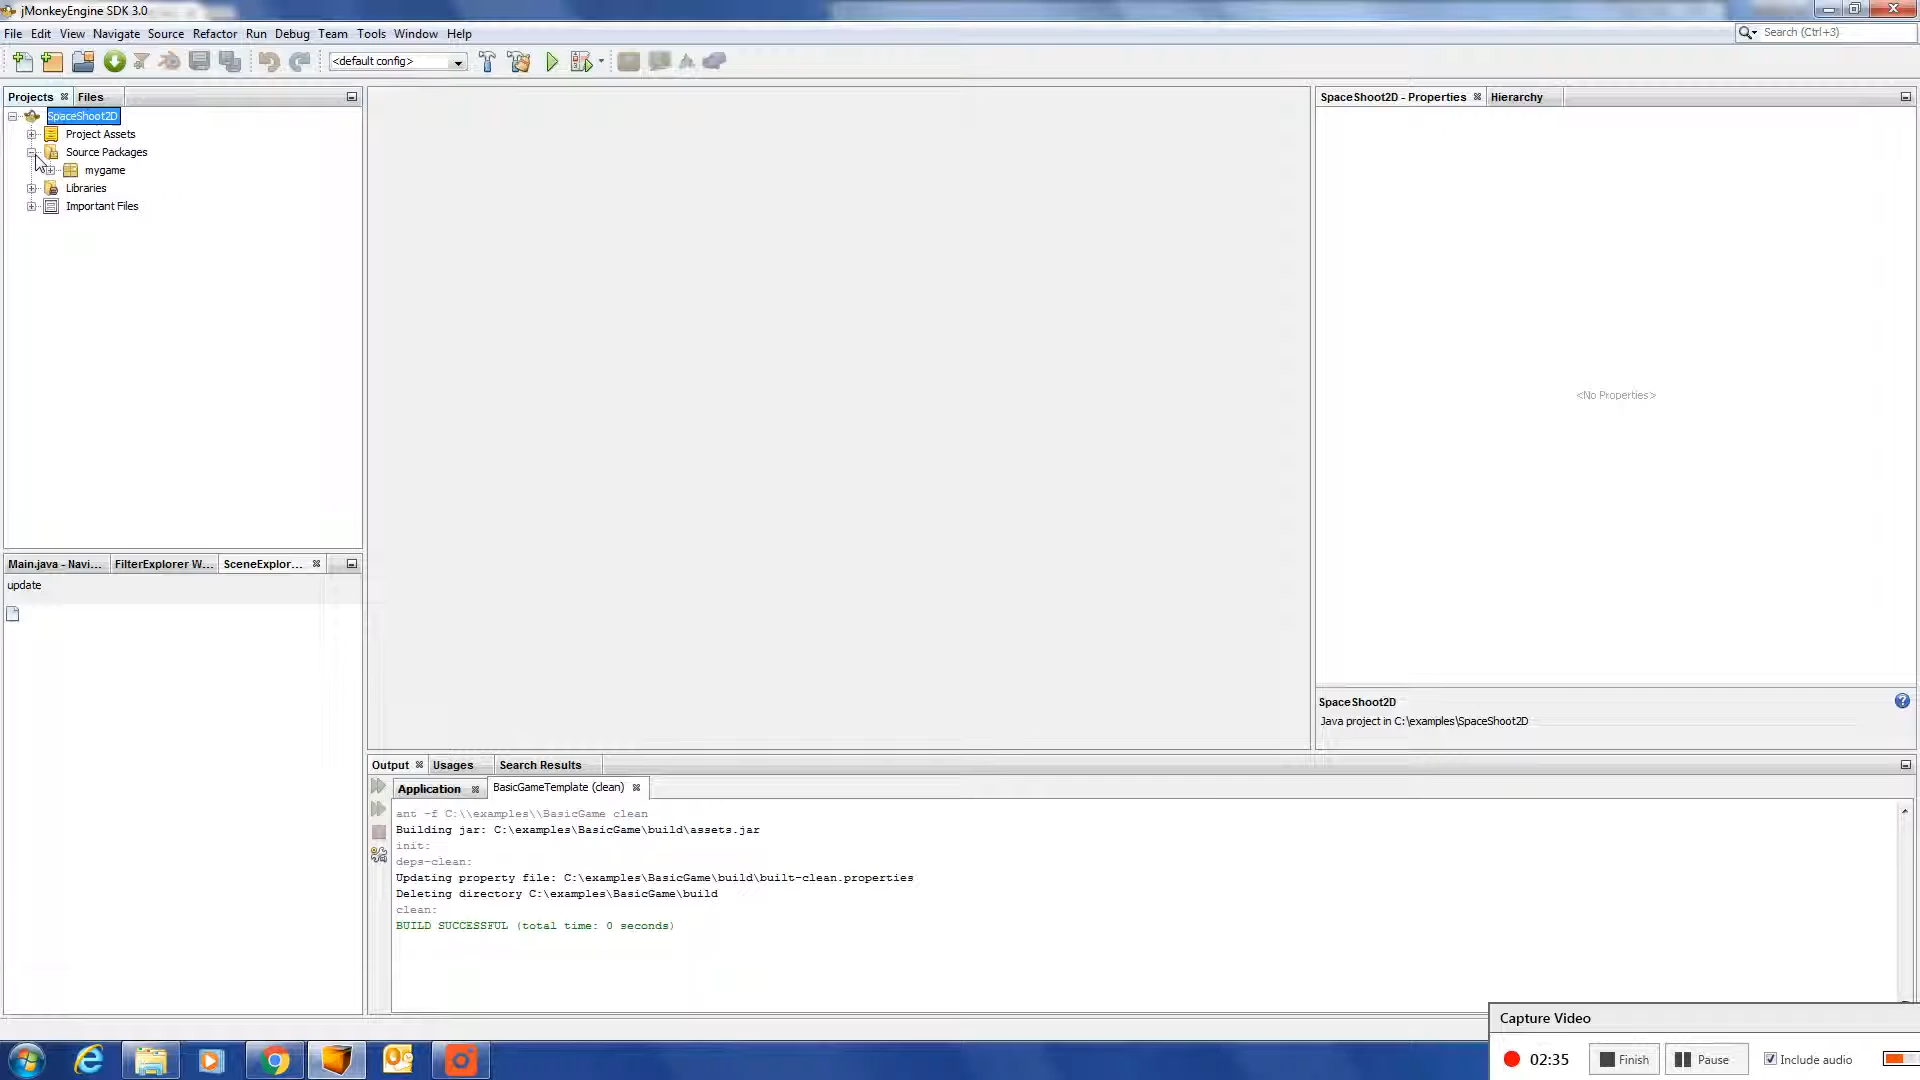 jMonkeyEngine SDK 3.0
File Edit View Navigate Source Refactor Run Debug Team Tools Window Help
Search (Ctrl+3)
<default config>
Projects Files
SpaceShoot2D - Properties Hierarchy
SpaceShoot2D
Project Assets
Source Packages
mygame
Libraries
Important Files
<No Properties>
Main.java - Navi... FilterExplorer W... SceneExplor...
update
SpaceShoot2D
Java project in C:\examples\SpaceShoot2D
Output Usages Search Results
Application BasicGameTemplate (clean)
ant -f C:\\examples\\BasicGame clean
Building jar: C:\examples\BasicGame\build\assets.jar
init:
deps-clean:
Updating property file: C:\examples\BasicGame\build\built-clean.properties
Deleting directory C:\examples\BasicGame\build
clean:
BUILD SUCCESSFUL (total time: 0 seconds)
Capture Video
02:35 Finish Pause Include audio